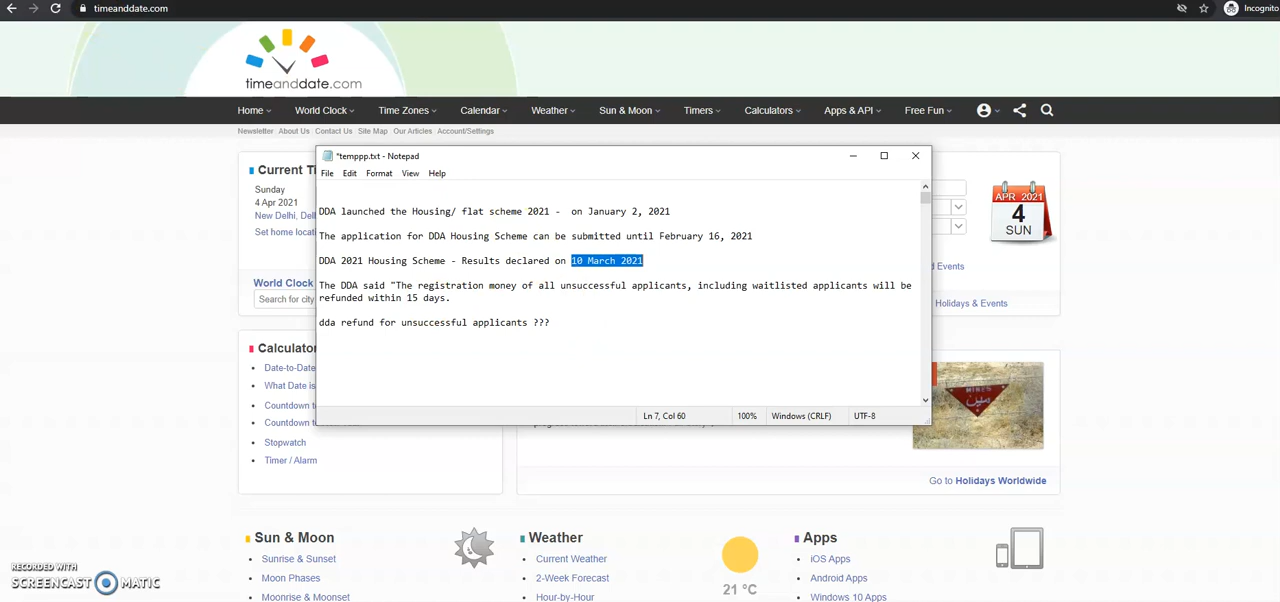 timeanddate.com
Incognito
timeanddate.com
Home World Clock Time Zones Calendar Weather Sun & Moon Timers Calculators Apps & API Free Fun
Newsletter About Us Contact Us Site Map Our Articles Account/Settings
*temppp.txt - Notepad
File Edit Format View Help
DDA launched the Housing/ flat scheme 2021 - on January 2, 2021
The application for DDA Housing Scheme can be submitted until February 16, 2021
DDA 2021 Housing Scheme - Results declared on 10 March 2021
The DDA said "The registration money of all unsuccessful applicants, including waitlisted applicants will be
refunded within 15 days.
dda refund for unsuccessful applicants ???
Ln 7, Col 60 100% Windows (CRLF) UTF-8
Current Ti
Sunday
4 Apr 2021
New Delhi, Del
Set home locati
World Clock
Search for city
APR 2021
4
SUN
d Events
Holidays & Events
Calculator
Date-to-Date
What Date is
Countdown t
Countdown t
Stopwatch
Timer / Alarm
MINES
Go to Holidays Worldwide
Sun & Moon
Sunrise & Sunset
Moon Phases
Moonrise & Moonset
Weather
Current Weather
2-Week Forecast
Hour-by-Hour
21 °C
Apps
iOS Apps
Android Apps
Windows 10 Apps
RECORDED WITH
SCREENCAST MATIC